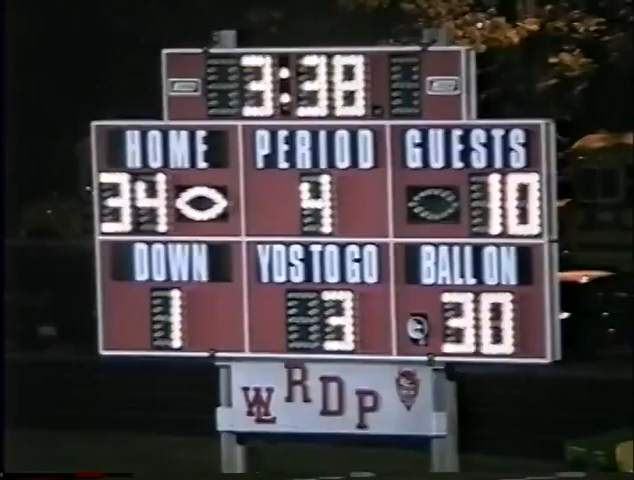 3:38
HOME PERIOD GUESTS
34 4 10
DOWN YDS TO GO BALL ON
1 3 30
WL RDP